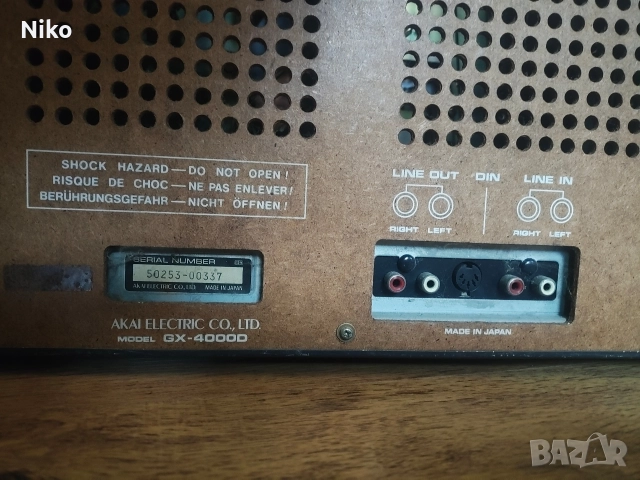 Niko
SHOCK HAZARD — DO NOT OPEN!
RISQUE DE CHOC — NE PAS ENLEVER!
BERÜHRUNGSGEFAHR — NICHT ÖFFNEN!
LINE OUT DIN LINE IN
RIGHT LEFT RIGHT LEFT
SERIAL NUMBER
50253-00337
AKAI ELECTRIC CO., LTD. MADE IN JAPAN
AKAI ELECTRIC CO., LTD.
MODEL GX-4000D
MADE IN JAPAN
BAZAR